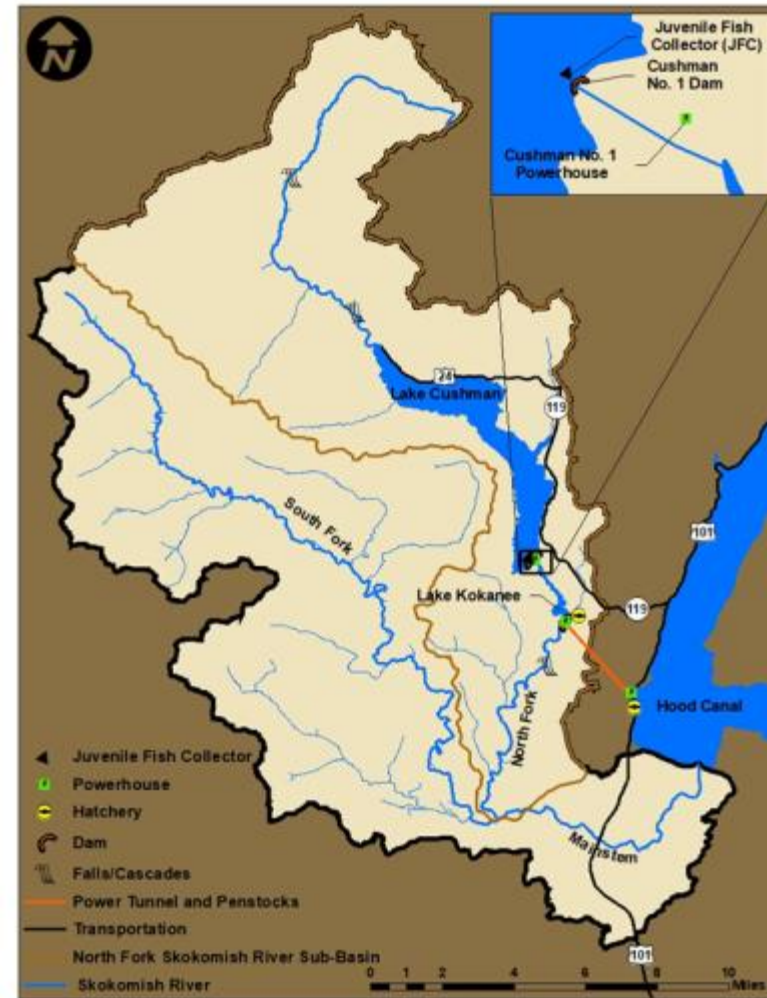 N
Juvenile Fish
Collector (JFC)
Cushman
No. 1 Dam
Cushman No. 1
Powerhouse
24
Lake Cushman
119
101
South Fork
Lake Kokanee
119
North Fork
Hood Canal
Mainstem
101
Juvenile Fish Collector
Powerhouse
Hatchery
Dam
Falls/Cascades
Power Tunnel and Penstocks
Transportation
North Fork Skokomish River Sub-Basin
Skokomish River
0 1 2 4 6 8 10
Miles